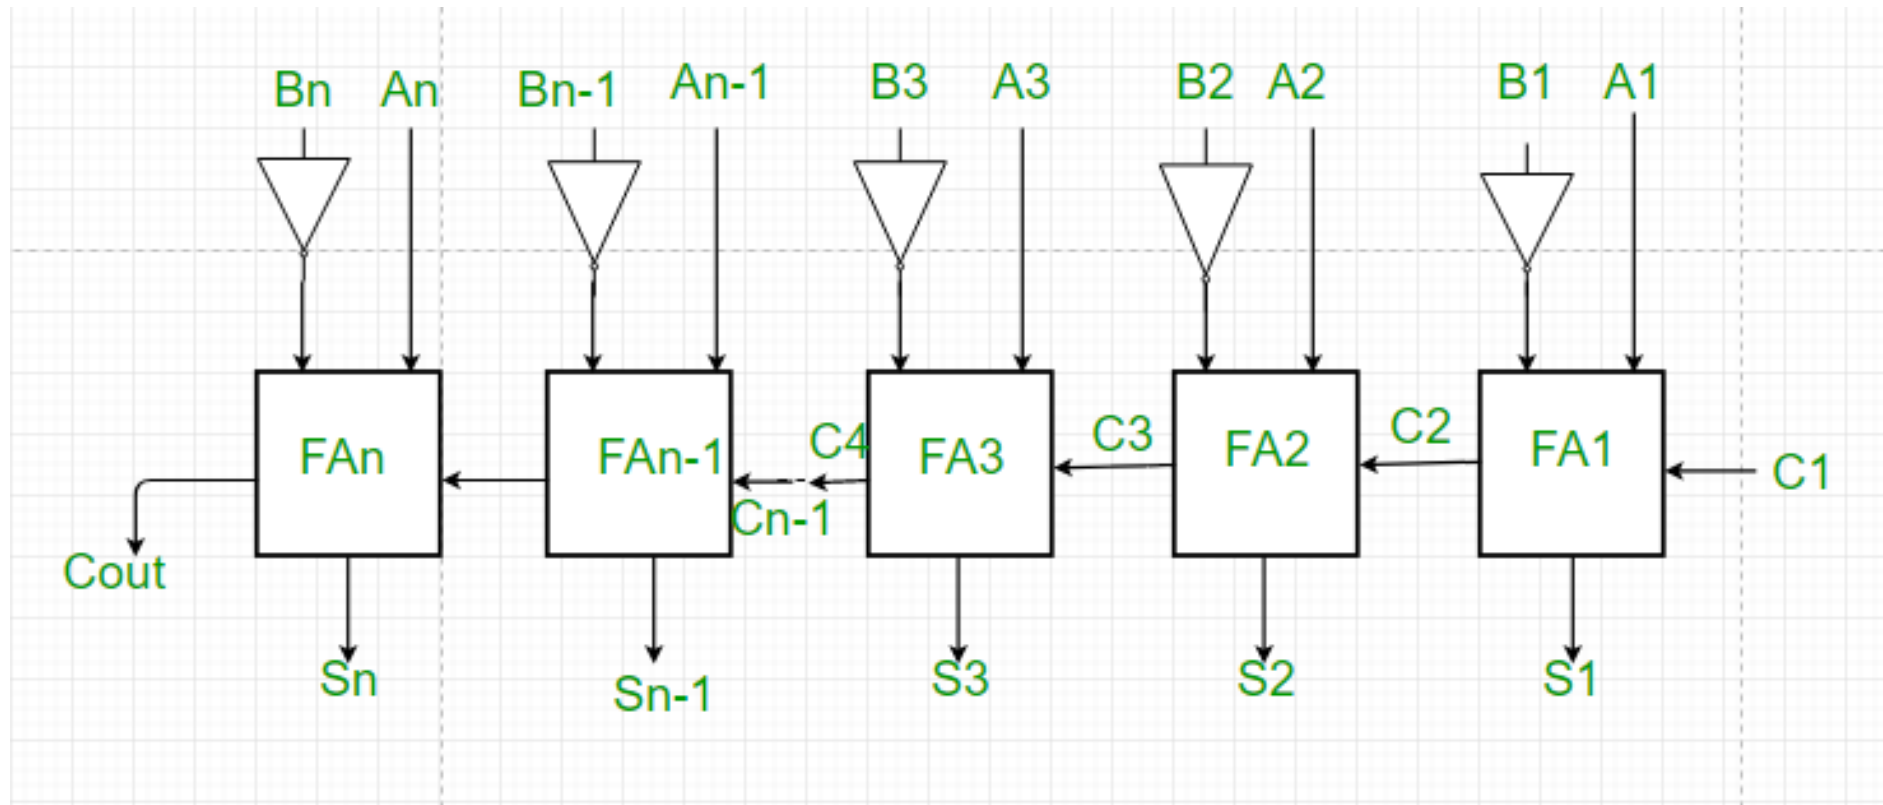 Bn An Bn-1 An-1 B3 A3 B2 A2 B1 A1
FAn FAn-1 C4 FA3 C3 FA2 C2 FA1 C1
Cn-1
Cout
Sn Sn-1 S3 S2 S1